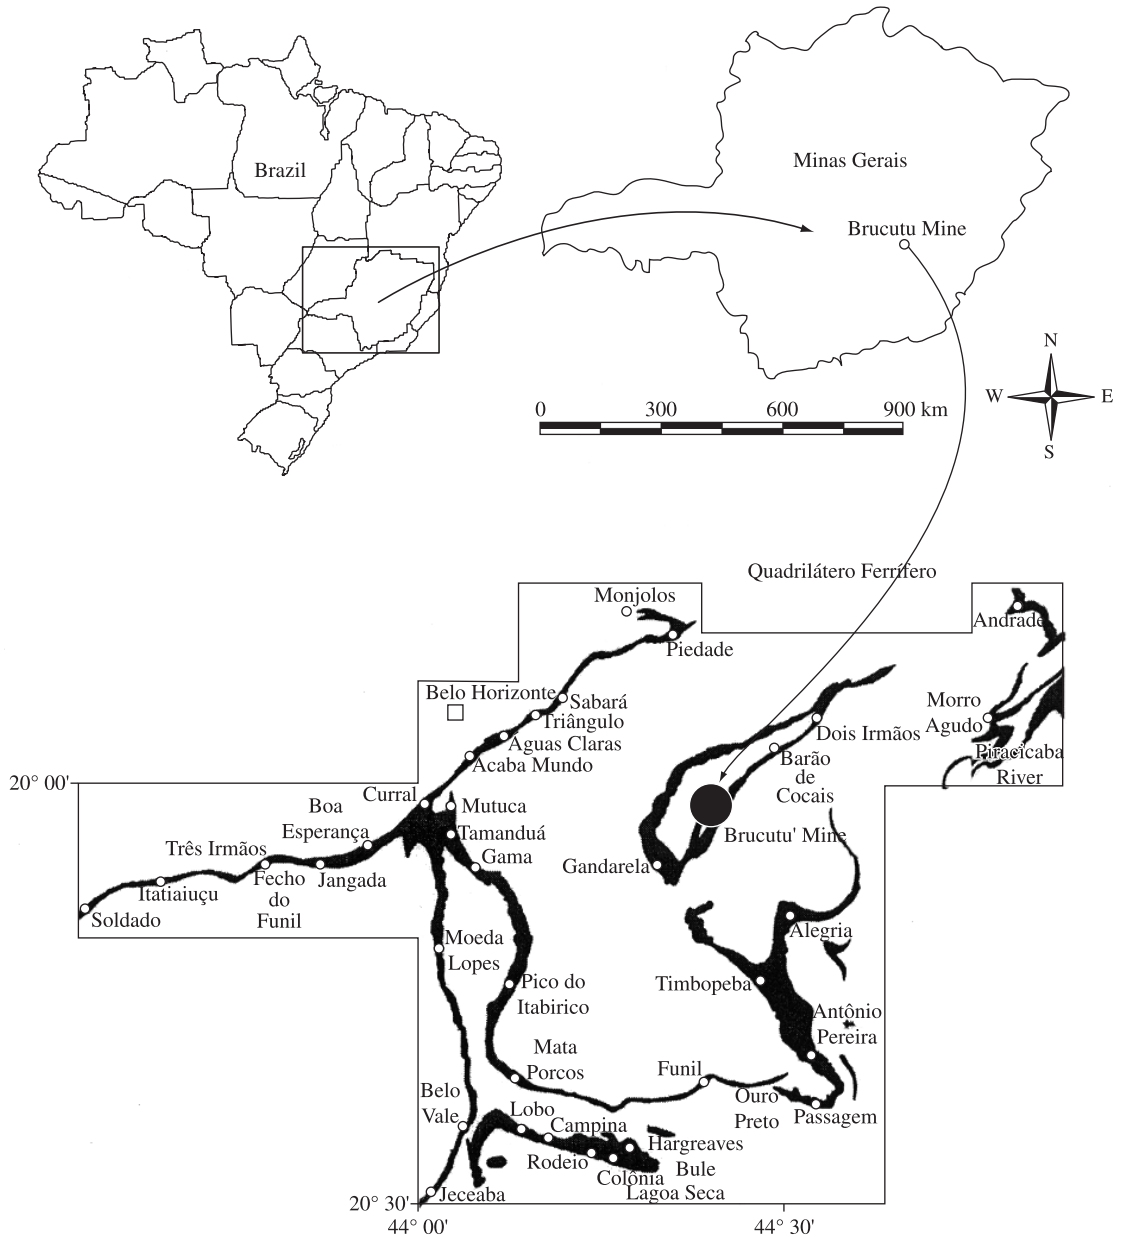 Brazil
Minas Gerais
Brucutu Mine
N
W
E
S
0
300
600
900 km
Quadrilátero Ferrífero
Monjolos
Piedade
Andrade
Belo Horizonte
Sabará
Triângulo
Aguas Claras
Acaba Mundo
Morro
Agudo
Dois Irmãos
Barão
de
Cocais
Piracicaba
River
20° 00'
Curral
Mutuca
Boa
Esperança
Tamanduá
Brucutu' Mine
Três Irmãos
Gama
Gandarela
Itatiaiuçu
Fecho
do
Funil
Jangada
Soldado
Alegria
Moeda
Lopes
Pico do
Itabirico
Timbopeba
Antônio
Pereira
Mata
Porcos
Funil
Belo
Vale
Ouro
Preto
Passagem
Lobo
Campina
Hargreaves
Rodeio
Bule
Colônia
Lagoa Seca
Jeceaba
20° 30'
44° 00'
44° 30'